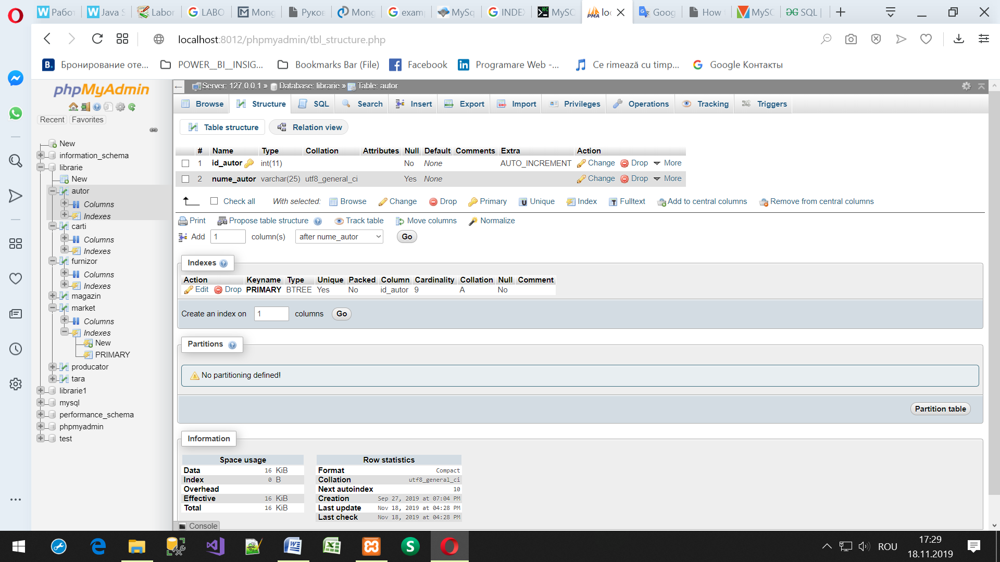 Работ
Java S
Labor
LABO
Mong
Руков
Mong
examp
MySq
INDEX
MySC
loc
Goog
How t
MySC
SQL |
localhost:8012/phpmyadmin/tbl_structure.php
Бронирование оте...
POWER__BI__INSIG...
Bookmarks Bar (File)
Facebook
Programare Web -...
Ce rimează cu timp...
Google Контакты
phpMyAdmin
Recent Favorites
New
information_schema
librarie
New
autor
Columns
Indexes
carti
Columns
Indexes
furnizor
Columns
Indexes
magazin
market
Columns
Indexes
New
PRIMARY
producator
tara
librarie1
mysql
performance_schema
phpmyadmin
test
Server: 127.0.0.1 » Database: librarie » Table: autor
Browse Structure SQL Search Insert Export Import Privileges Operations Tracking Triggers
Table structure Relation view
# Name Type Collation Attributes Null Default Comments Extra Action
1 id_autor int(11) No None AUTO_INCREMENT Change Drop More
2 nume_autor varchar(25) utf8_general_ci Yes None Change Drop More
Check all With selected: Browse Change Drop Primary Unique Index Fulltext Add to central columns Remove from central columns
Print Propose table structure Track table Move columns Normalize
Add 1 column(s) after nume_autor Go
Indexes
Action Keyname Type Unique Packed Column Cardinality Collation Null Comment
Edit Drop PRIMARY BTREE Yes No id_autor 9 A No
Create an index on 1 columns Go
Partitions
No partitioning defined!
Partition table
Information
Space usage
Data 16 KiB
Index 0 B
Overhead
Effective 16 KiB
Total 16 KiB
Row statistics
Format Compact
Collation utf8_general_ci
Next autoindex 10
Creation Sep 27, 2019 at 07:04 PM
Last update Nov 18, 2019 at 04:28 PM
Last check Nov 18, 2019 at 04:28 PM
Console
ROU
17:29
18.11.2019